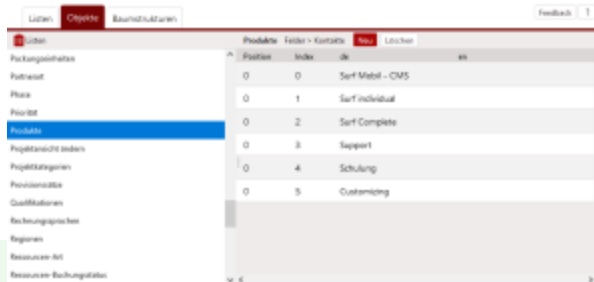 Listen Objekte Baumstrukturen Feedback
Listen
Produkte Felder > Kontakte Neu Löschen
Position Index de en
Packungseinheiten
Partnerart
Phase
Priorität
Produkte
Projektansicht ändern
Projektkategorien
Provisionssätze
Qualifikationen
Rechnungssprachen
Regionen
Ressourcen-Art
Ressourcen-Buchungsstatus
0 0 Surf Mobil - CMS
0 1 Surf individual
0 2 Surf Complete
0 3 Support
0 4 Schulung
0 5 Customizing